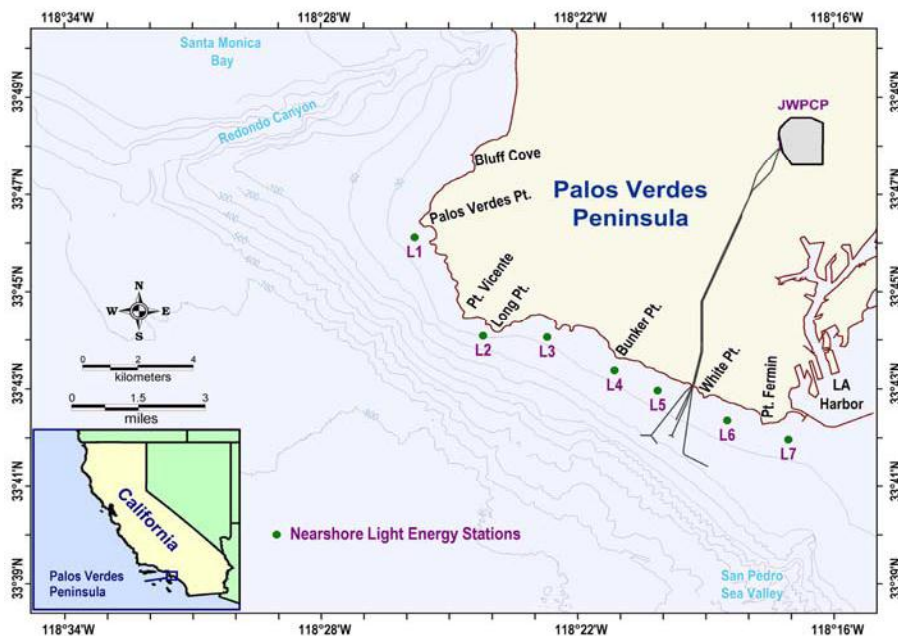 118°34'W 118°28'W 118°22'W 118°16'W
Santa Monica
Bay
33°49'N 33°49'N
JWPCP
Redondo Canyon
Bluff Cove
33°47'N 33°47'N
Palos Verdes
Peninsula
Palos Verdes Pt.
L1
33°45'N 33°45'N
Pt. Vicente
Long Pt.
N
W E
S
L2
L3
Bunker Pt.
L4
0 2 4
kilometers
White Pt.
L5
Pt. Fermin
LA
Harbor
33°43'N 33°43'N
0 1.5 3
miles
L6
L7
33°41'N 33°41'N
California
Nearshore Light Energy Stations
Palos Verdes
Peninsula
San Pedro
Sea Valley
33°39'N 33°39'N
118°34'W 118°28'W 118°22'W 118°16'W